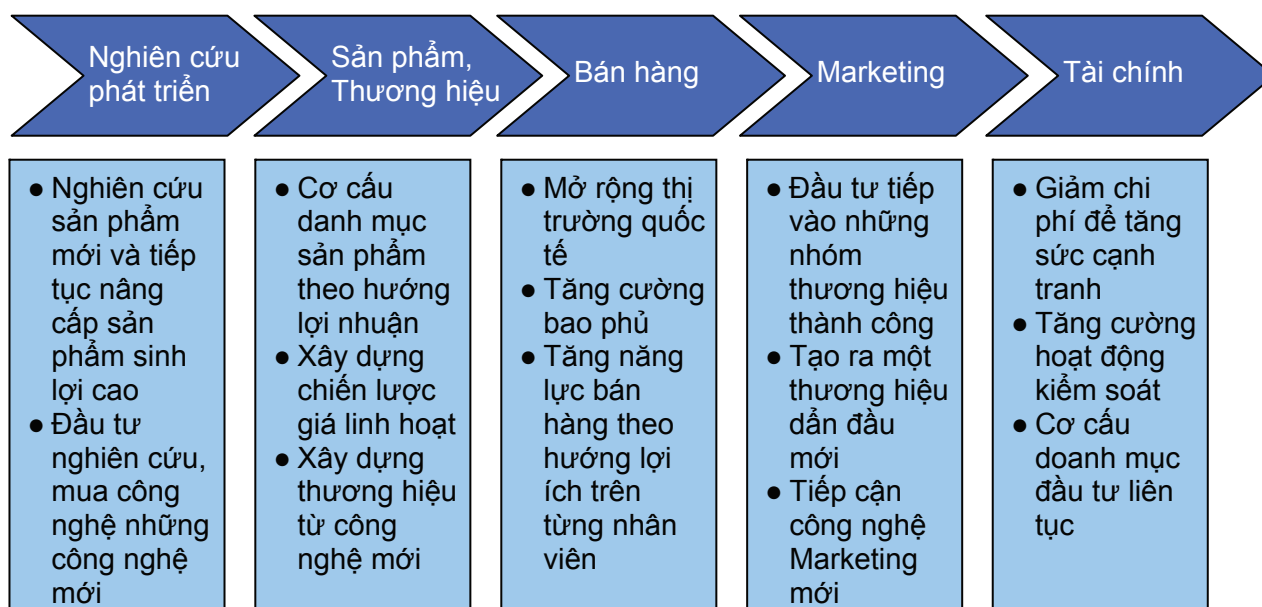 Nghiên cứu
phát triển
Sản phẩm,
Thương hiệu
Bán hàng
Marketing
Tài chính
● Nghiên cứu
sản phẩm
mới và tiếp
tục nâng
cấp sản
phẩm sinh
lợi cao
● Đầu tư
nghiên cứu,
mua công
nghệ những
công nghệ
mới
● Cơ cấu
danh mục
sản phẩm
theo hướng
lợi nhuận
● Xây dựng
chiến lược
giá linh hoạt
● Xây dựng
thương hiệu
từ công
nghệ mới
● Mở rộng thị
trường quốc
tế
● Tăng cường
bao phủ
● Tăng năng
lực bán
hàng theo
hướng lợi
ích trên
từng nhân
viên
● Đầu tư tiếp
vào những
nhóm
thương hiệu
thành công
● Tạo ra một
thương hiệu
dẩn đầu
mới
● Tiếp cận
công nghệ
Marketing
mới
● Giảm chi
phí để tăng
sức cạnh
tranh
● Tăng cường
hoạt động
kiểm soát
● Cơ cấu
doanh mục
đầu tư liên
tục